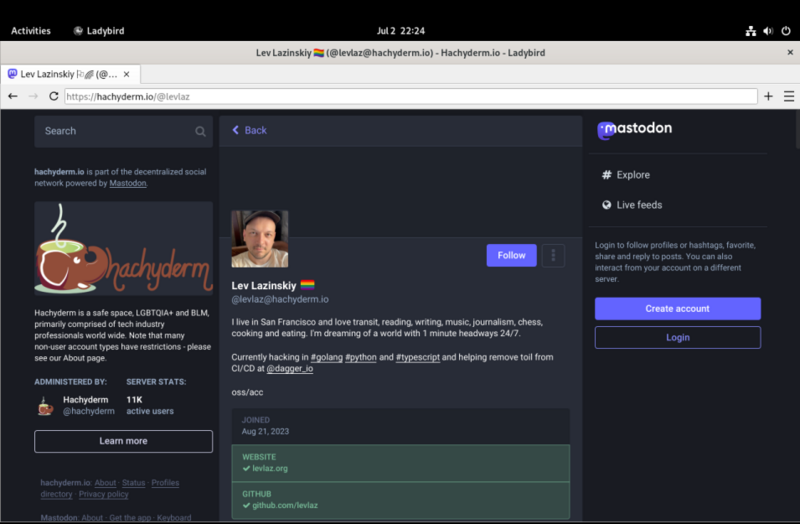 Activities
Ladybird
Jul 2 22:24
Lev Lazinskiy 🏳️‍🌈 (@levlaz@hachyderm.io) - Hachyderm.io - Ladybird
Lev Lazinskiy 🏳🌈 (@...
https://hachyderm.io/@levlaz
Search
hachyderm.io is part of the decentralized social
network powered by Mastodon.
hachyderm
Hachyderm is a safe space, LGBTQIA+ and BLM,
primarily comprised of tech industry
professionals world wide. Note that many
non-user account types have restrictions - please
see our About page.
ADMINISTERED BY:
Hachyderm
@hachyderm
SERVER STATS:
11K
active users
Learn more
hachyderm.io: About · Status · Profiles
directory · Privacy policy
Mastodon: About · Get the app · Keyboard
Back
Follow
Lev Lazinskiy 🏳️‍🌈
@levlaz@hachyderm.io
I live in San Francisco and love transit, reading, writing, music, journalism, chess,
cooking and eating. I'm dreaming of a world with 1 minute headways 24/7.
Currently hacking in #golang #python and #typescript and helping remove toil from
CI/CD at @dagger_io
oss/acc
JOINED
Aug 21, 2023
WEBSITE
✓ levlaz.org
GITHUB
✓ github.com/levlaz
mastodon
# Explore
Live feeds
Login to follow profiles or hashtags, favorite,
share and reply to posts. You can also
interact from your account on a different
server.
Create account
Login